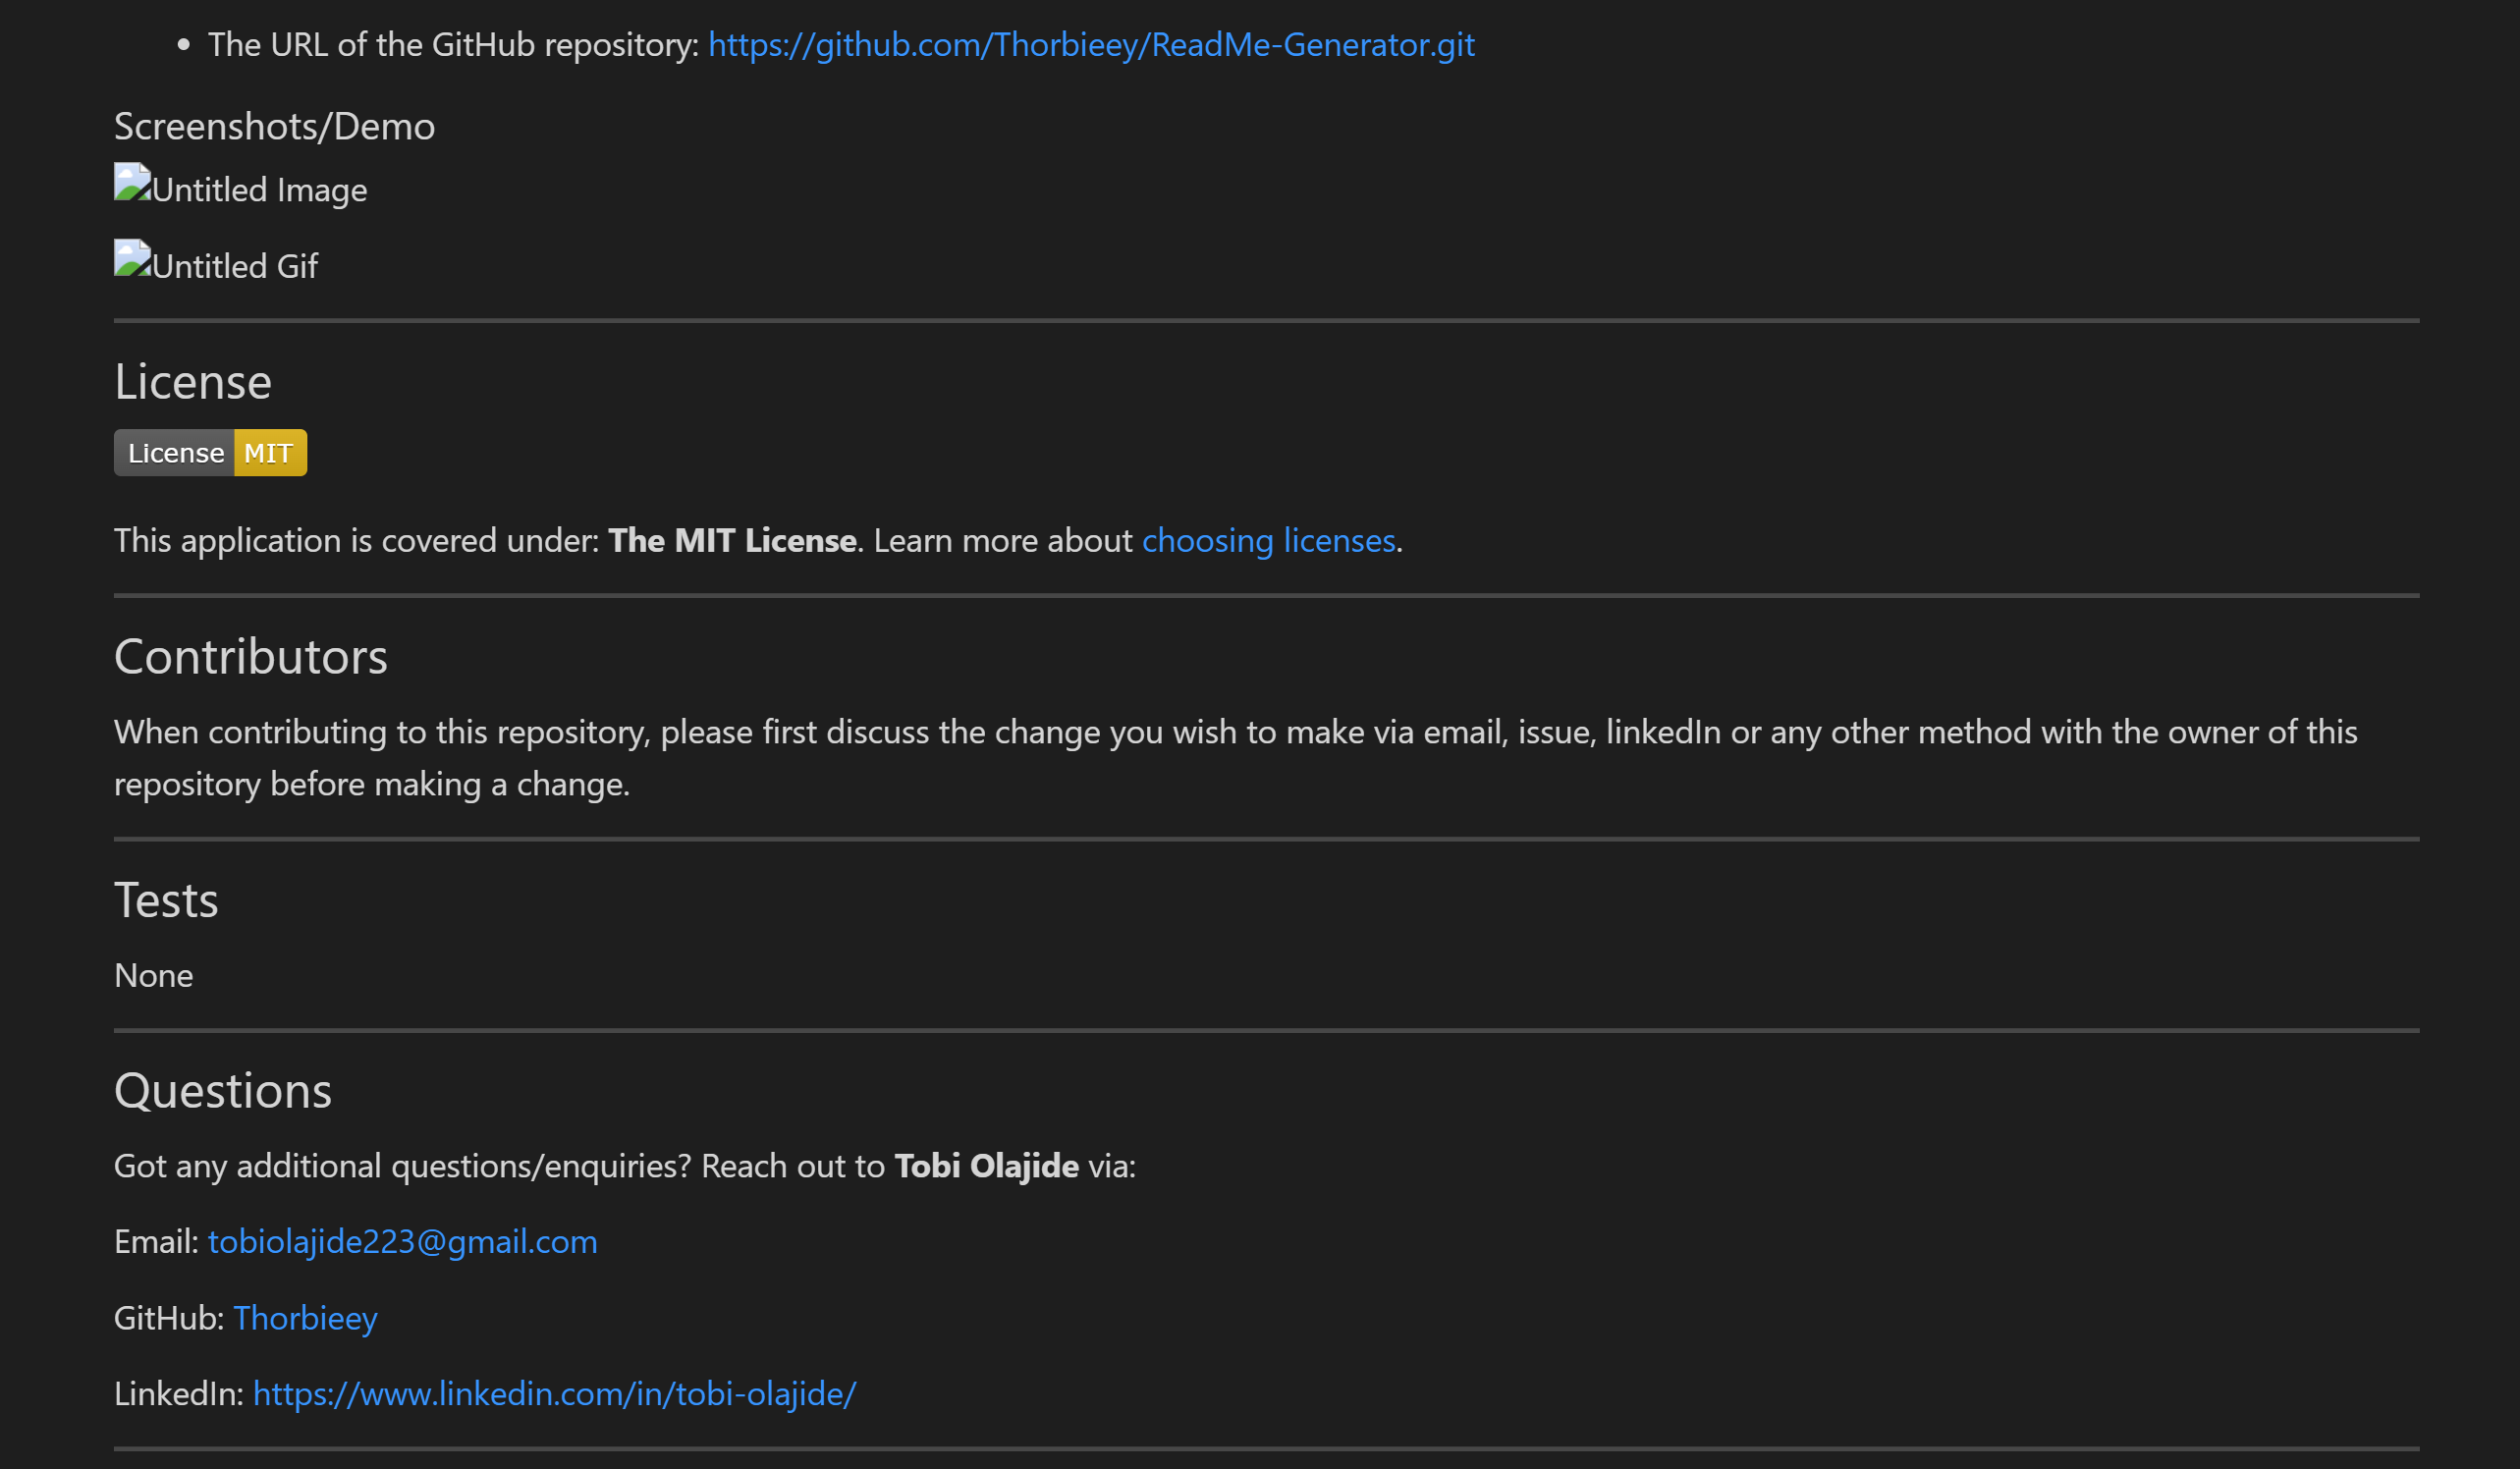 • The URL of the GitHub repository: https://github.com/Thorbieey/ReadMe-Generator.git
Screenshots/Demo
Untitled Image
Untitled Gif
License
License MIT
This application is covered under: The MIT License. Learn more about choosing licenses.
Contributors
When contributing to this repository, please first discuss the change you wish to make via email, issue, linkedIn or any other method with the owner of this
repository before making a change.
Tests
None
Questions
Got any additional questions/enquiries? Reach out to Tobi Olajide via:
Email: tobiolajide223@gmail.com
GitHub: Thorbieey
LinkedIn: https://www.linkedin.com/in/tobi-olajide/